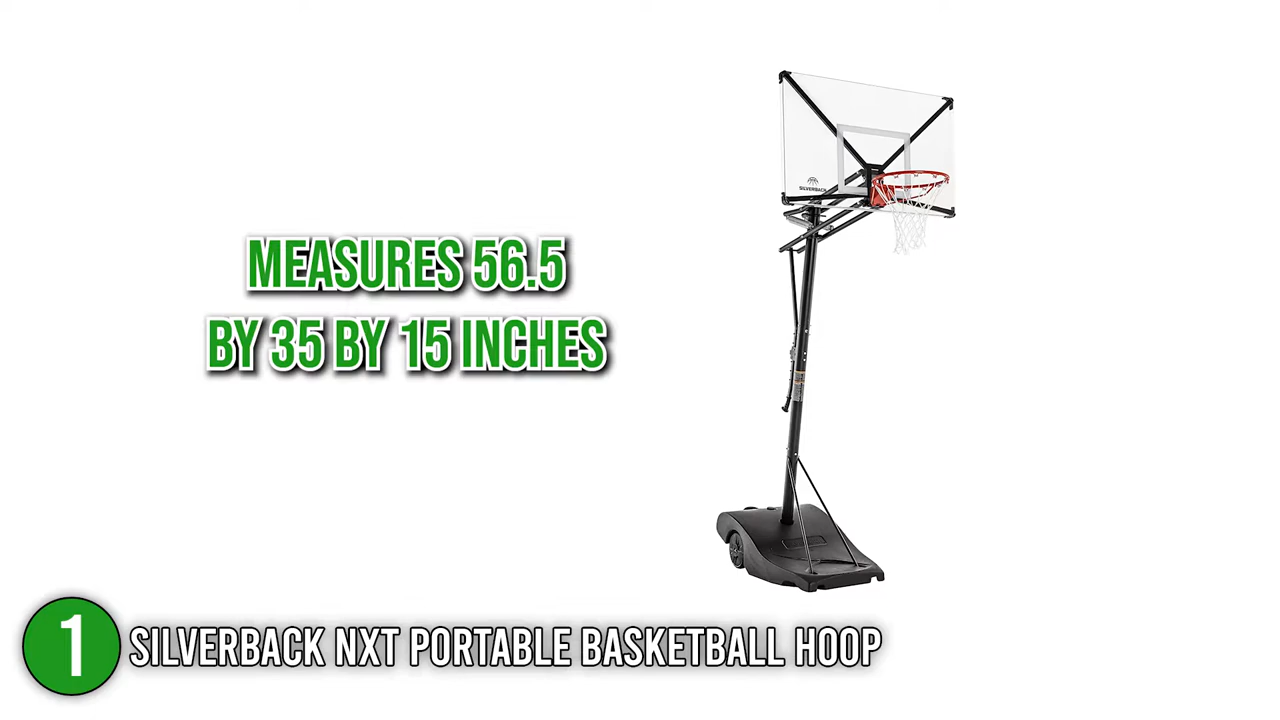 MEASURES 56.5
BY 35 BY 15 INCHES
SILVERBACK
1 SILVERBACK NXT PORTABLE BASKETBALL HOOP